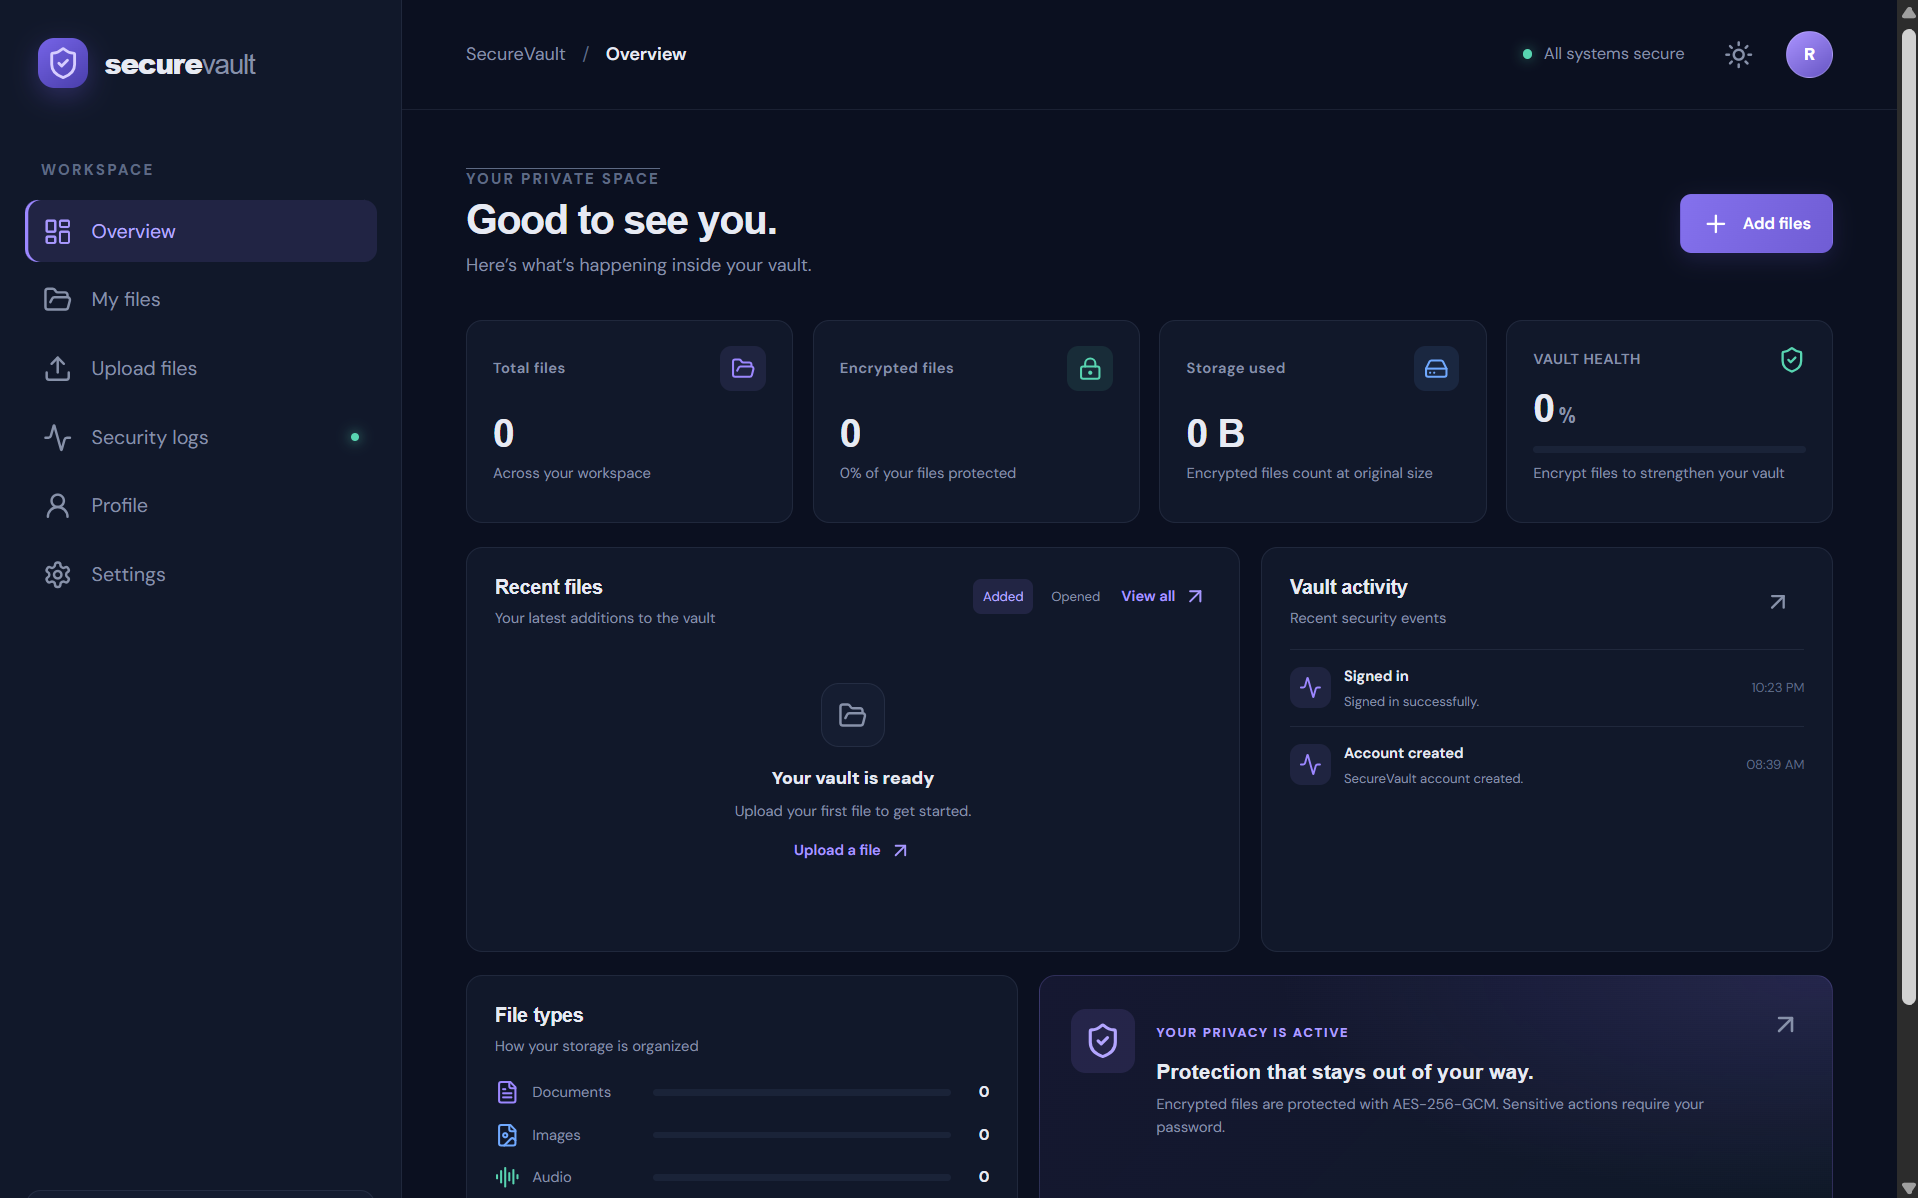 securevault
WORKSPACE
Overview
My files
Upload files
Security logs
Profile
Settings
SecureVault / Overview
All systems secure
R
YOUR PRIVATE SPACE
Good to see you.
Here’s what’s happening inside your vault.
Add files
Total files
0
Across your workspace
Encrypted files
0
0% of your files protected
Storage used
0 B
Encrypted files count at original size
VAULT HEALTH
0 %
Encrypt files to strengthen your vault
Recent files
Your latest additions to the vault
Added
Opened
View all
Your vault is ready
Upload your first file to get started.
Upload a file
Vault activity
Recent security events
Signed in
Signed in successfully.
10:23 PM
Account created
SecureVault account created.
08:39 AM
File types
How your storage is organized
Documents 0
Images 0
Audio 0
YOUR PRIVACY IS ACTIVE
Protection that stays out of your way.
Encrypted files are protected with AES-256-GCM. Sensitive actions require your
password.